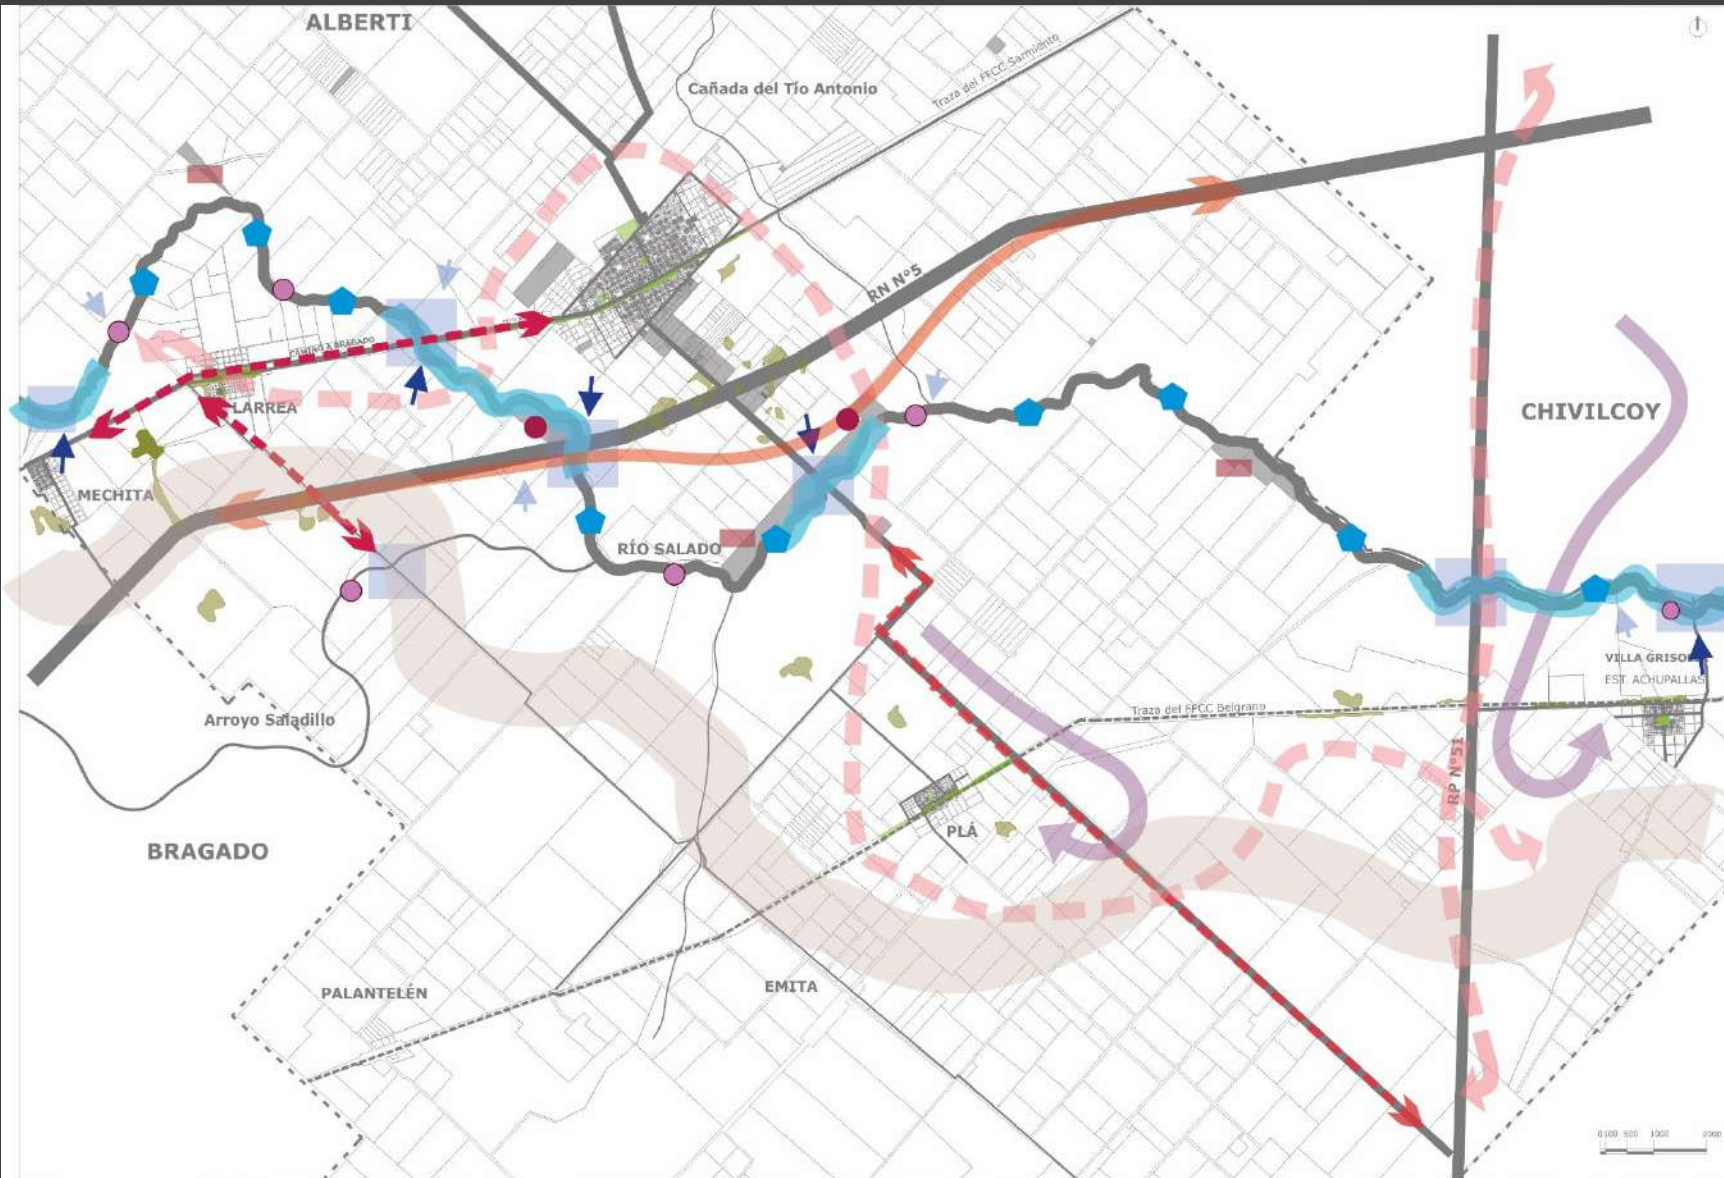 ALBERTI
Cañada del Tío Antonio
Traza del FFCC Sarmiento
RN N°5
CAMINO A BRAGADO
LARREA
CHIVILCOY
MECHITA
RÍO SALADO
VILLA GRISOL
EST. ACHUPALLAS
Arroyo Saladillo
Traza del FFCC Belgrano
RP N°51
PLÁ
BRAGADO
EMITA
PALANTELÉN
0 100 500 1000 2000